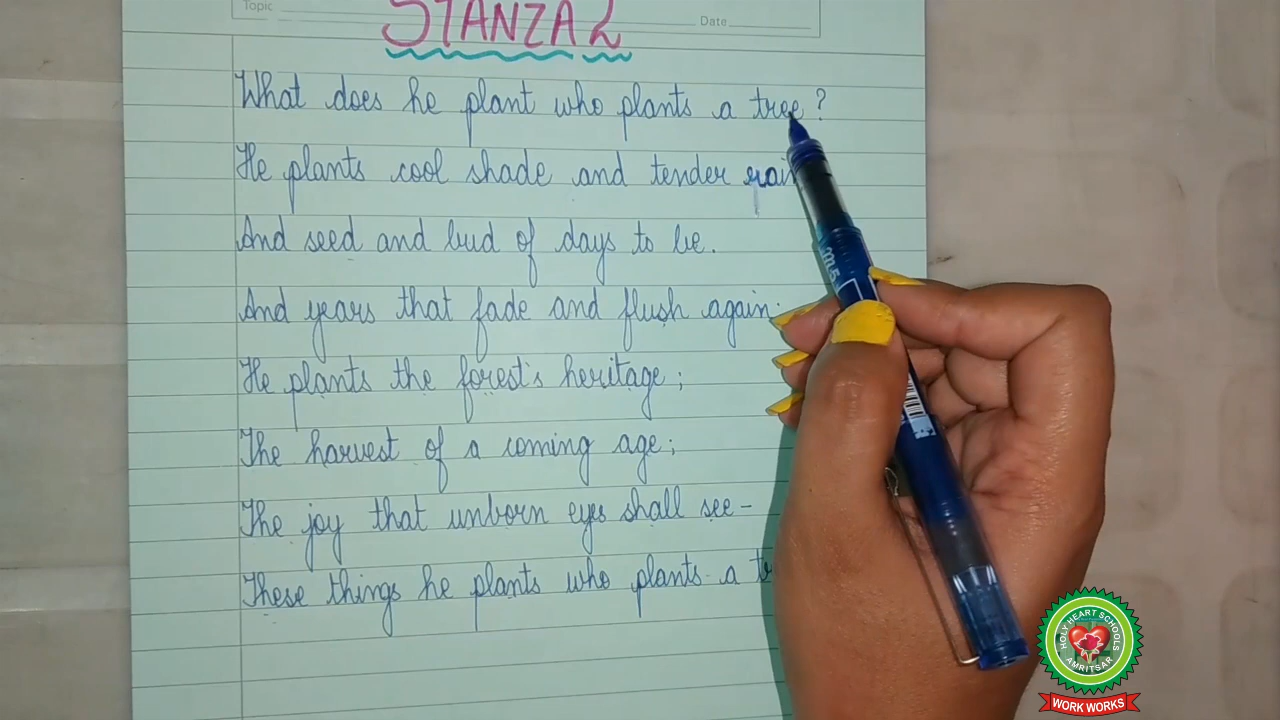 Topic
Date
STANZA 2
What does he plant who plants a tree?
He plants cool shade and tender
And seed and bud of days to be.
And years that fade and flush again;
He plants the forest's heritage;
The harvest of a coming age;
The joy that unborn eyes shall see-
These things he plants who plants a
m5
HOLY HEART SCHOOLS
AMRITSAR
WORK WORKS